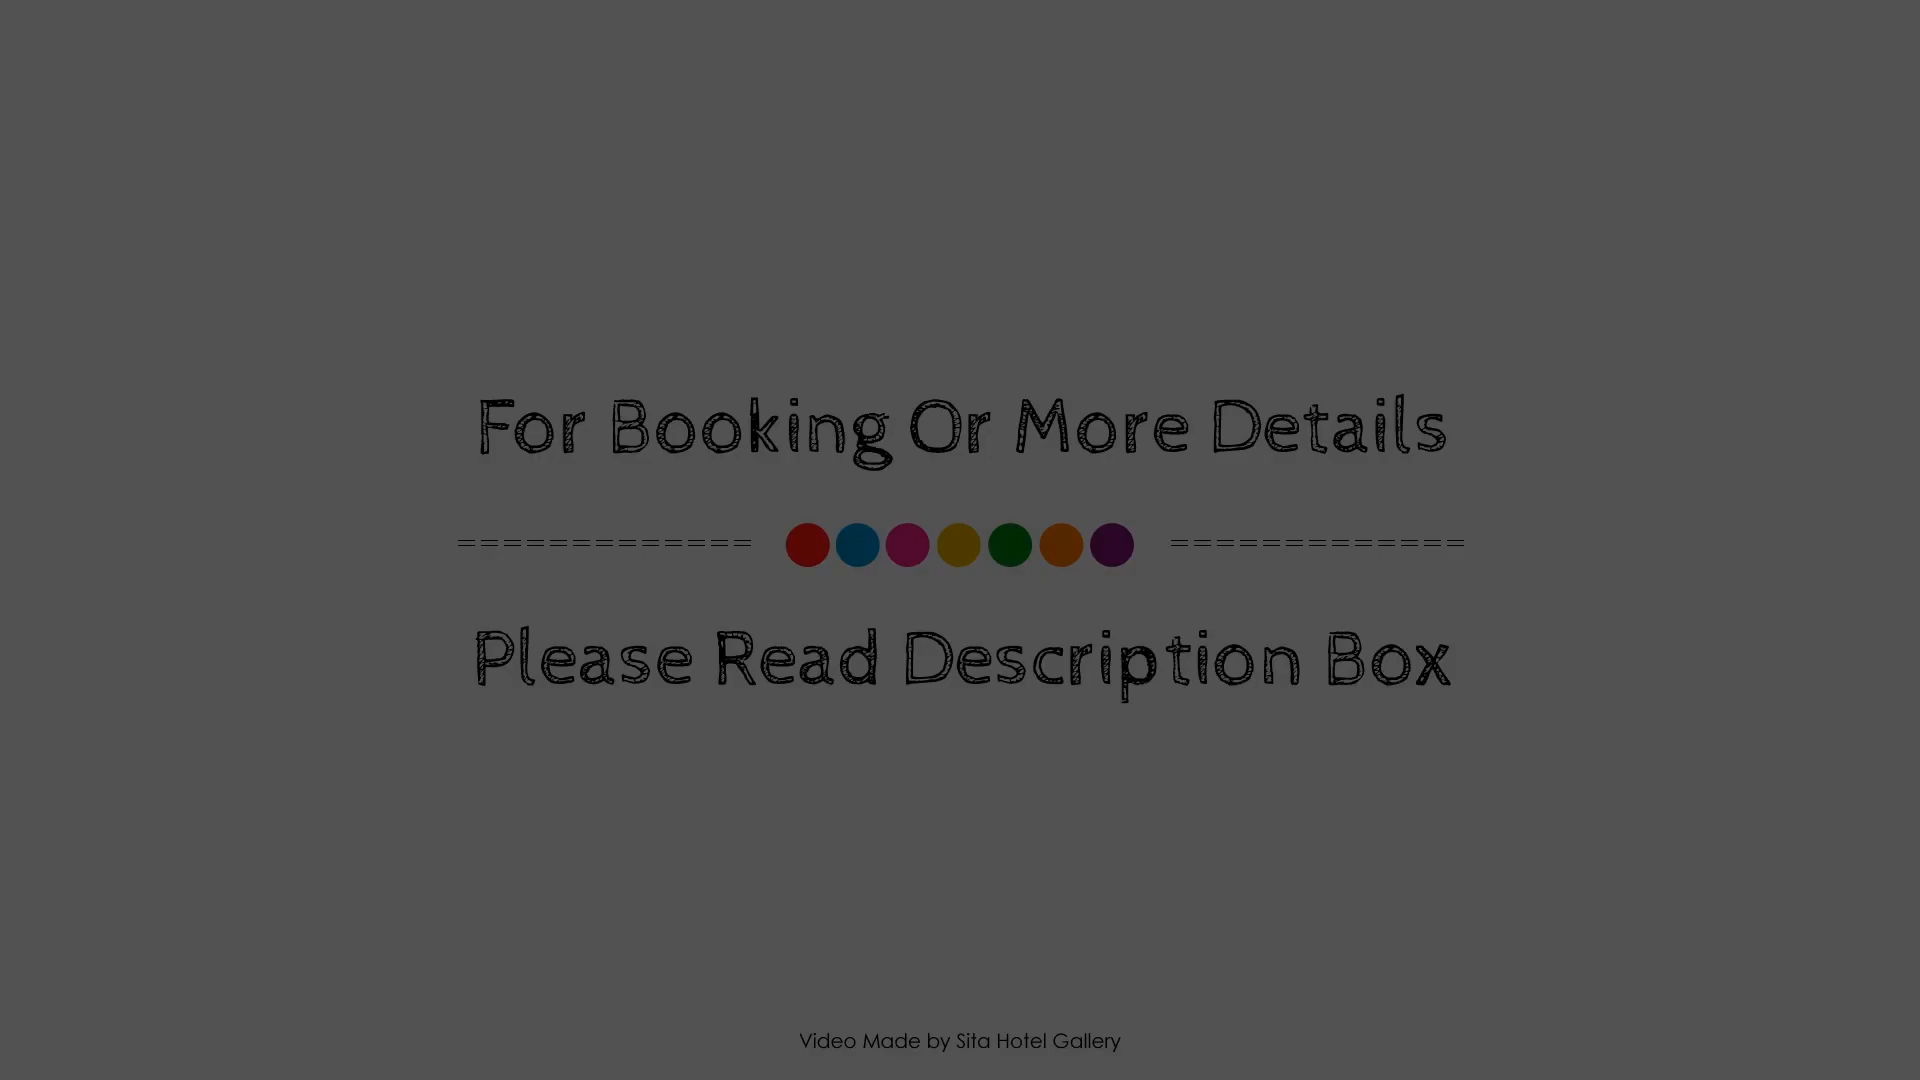 For Booking Or More Details
============= =============
Please Read Description Box
Video Made by Sita Hotel Gallery